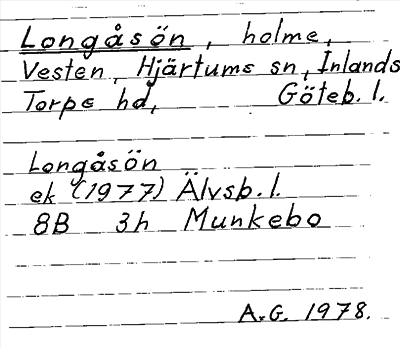 Longåsön, holme,
Vesten, Hjärtums sn, Inlands
Torpe hd, Göteb. l.
Longåsön
ek (1977) Älvsb. l.
8B 3h Munkebo
A.G. 1978.